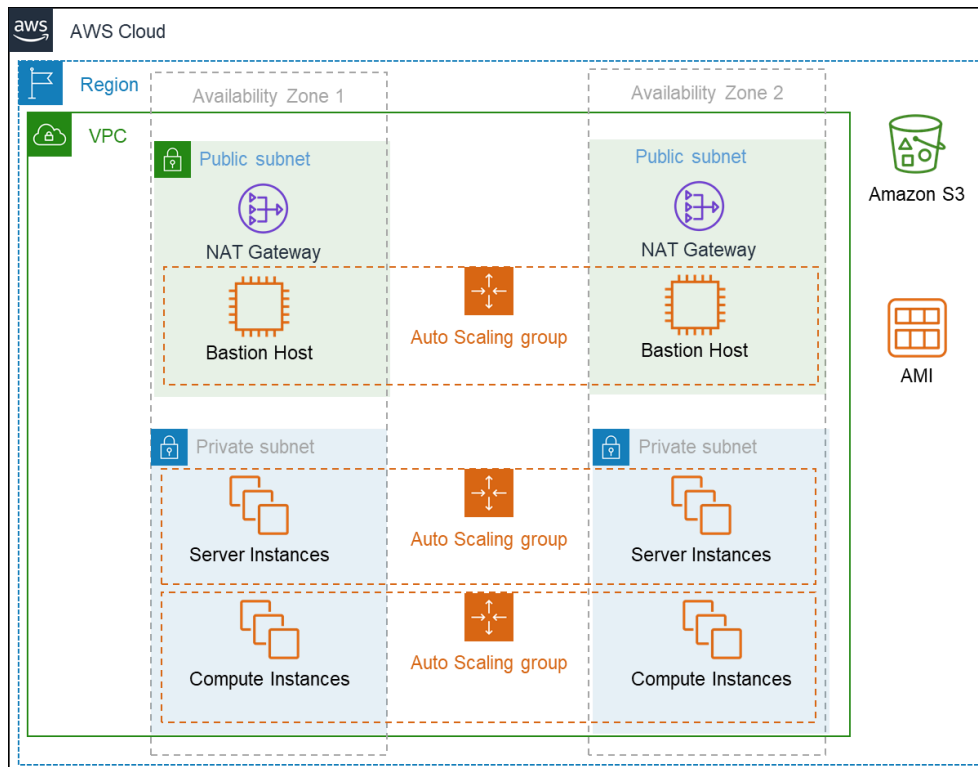 aws
AWS Cloud
Region
Availability Zone 1
Availability Zone 2
VPC
Public subnet
Public subnet
NAT Gateway
NAT Gateway
Amazon S3
Bastion Host
Auto Scaling group
Bastion Host
AMI
Private subnet
Private subnet
Server Instances
Auto Scaling group
Server Instances
Compute Instances
Auto Scaling group
Compute Instances